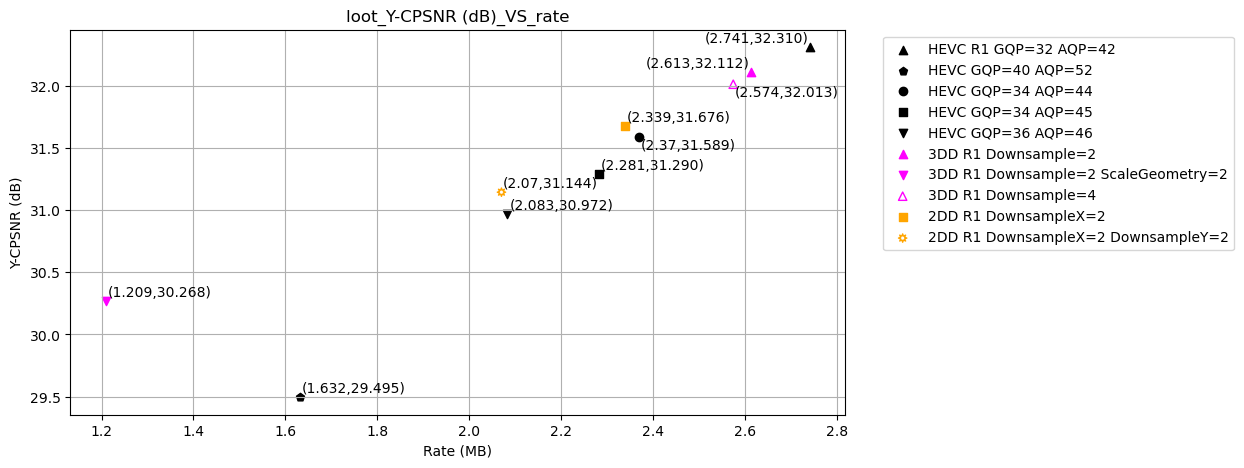 loot_Y-CPSNR (dB)_VS_rate
(2.741,32.310)
(2.613,32.112)
(2.574,32.013)
(2.339,31.676)
(2.37,31.589)
(2.281,31.290)
(2.07,31.144)
(2.083,30.972)
(1.209,30.268)
(1.632,29.495)
32.0
31.5
31.0
30.5
30.0
29.5
Y-CPSNR (dB)
1.2
1.4
1.6
1.8
2.0
2.2
2.4
2.6
2.8
Rate (MB)
HEVC R1 GQP=32 AQP=42
HEVC GQP=40 AQP=52
HEVC GQP=34 AQP=44
HEVC GQP=34 AQP=45
HEVC GQP=36 AQP=46
3DD R1 Downsample=2
3DD R1 Downsample=2 ScaleGeometry=2
3DD R1 Downsample=4
2DD R1 DownsampleX=2
2DD R1 DownsampleX=2 DownsampleY=2